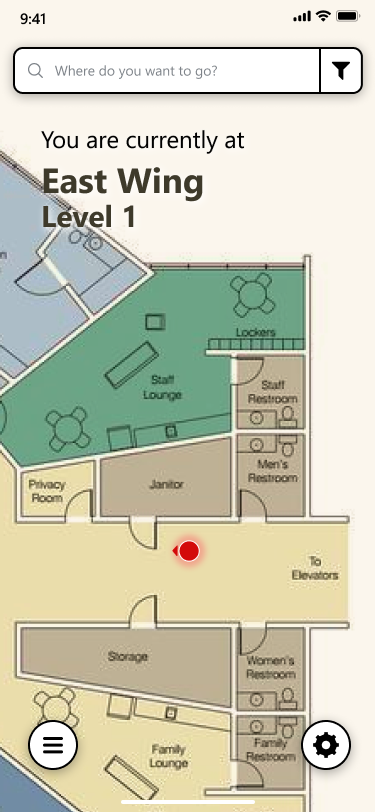 9:41
Where do you want to go?
You are currently at
East Wing
Level 1
Lockers
Staff
Lounge
Staff
Restroom
Men's
Restroom
Privacy
Room
Janitor
To
Elevators
Storage
Women's
Restroom
Family
Lounge
Family
Restroom